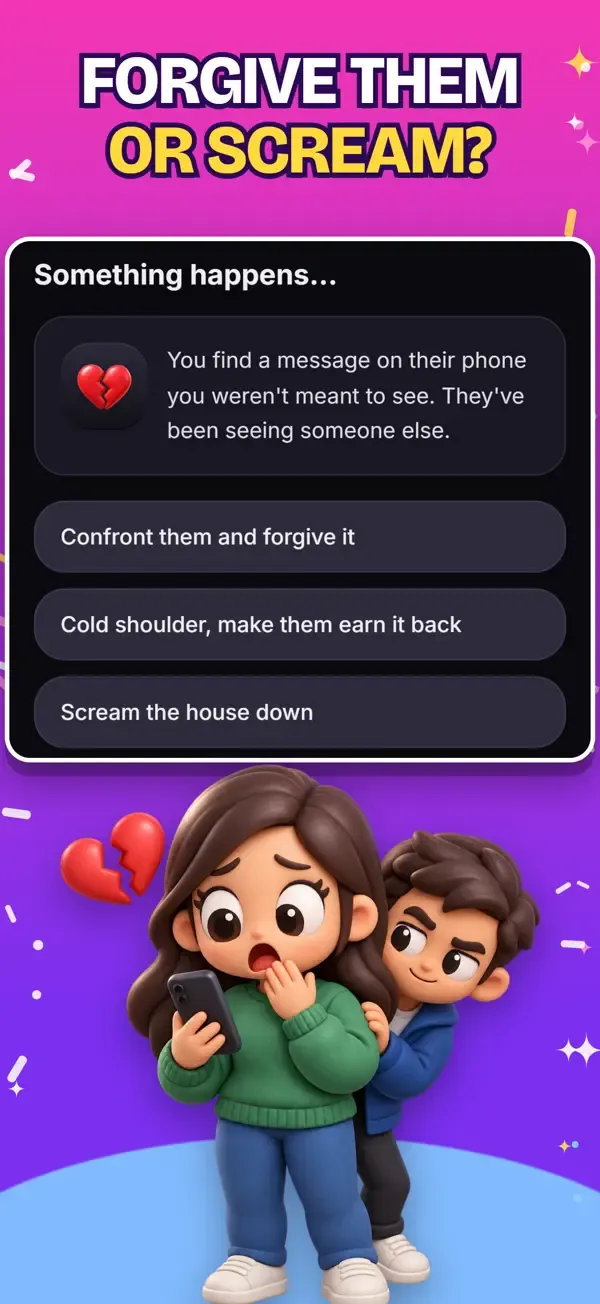 FORGIVE THEM
OR SCREAM?
Something happens...
You find a message on their phone
you weren't meant to see. They've
been seeing someone else.
Confront them and forgive it
Cold shoulder, make them earn it back
Scream the house down